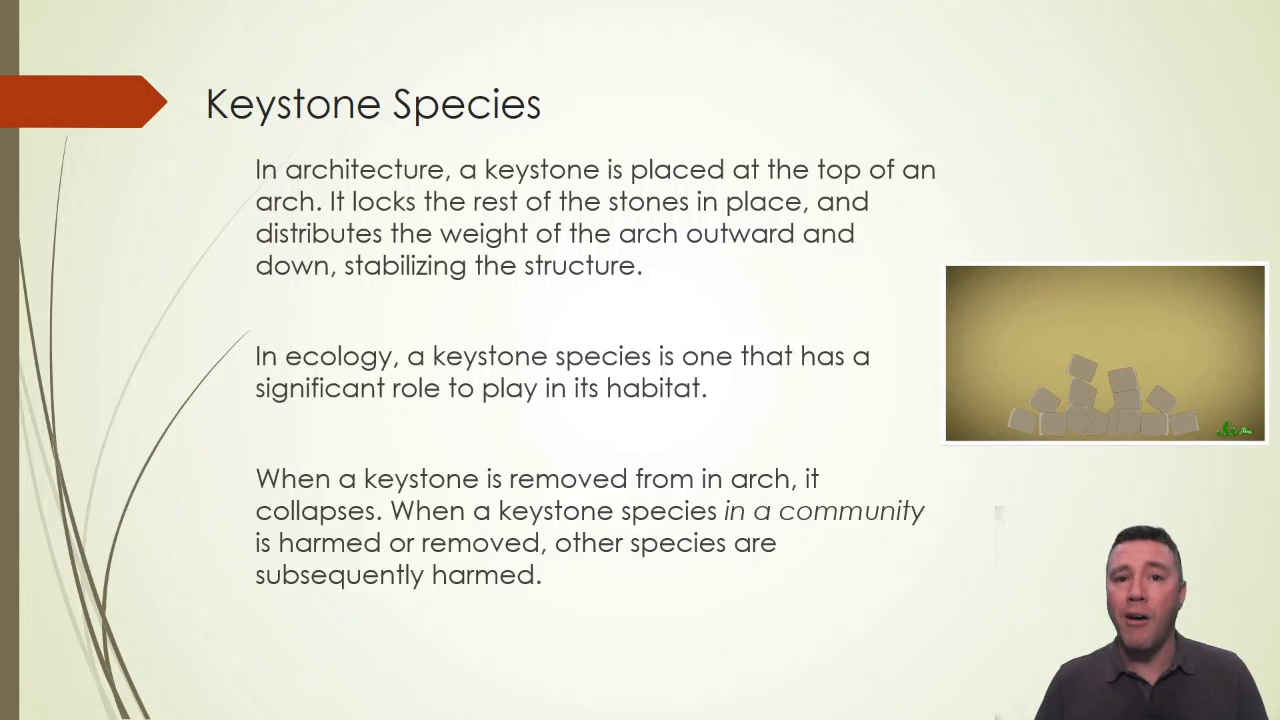 Keystone Species
In architecture, a keystone is placed at the top of an
arch. It locks the rest of the stones in place, and
distributes the weight of the arch outward and
down, stabilizing the structure.
In ecology, a keystone species is one that has a
significant role to play in its habitat.
When a keystone is removed from in arch, it
collapses. When a keystone species in a community
is harmed or removed, other species are
subsequently harmed.